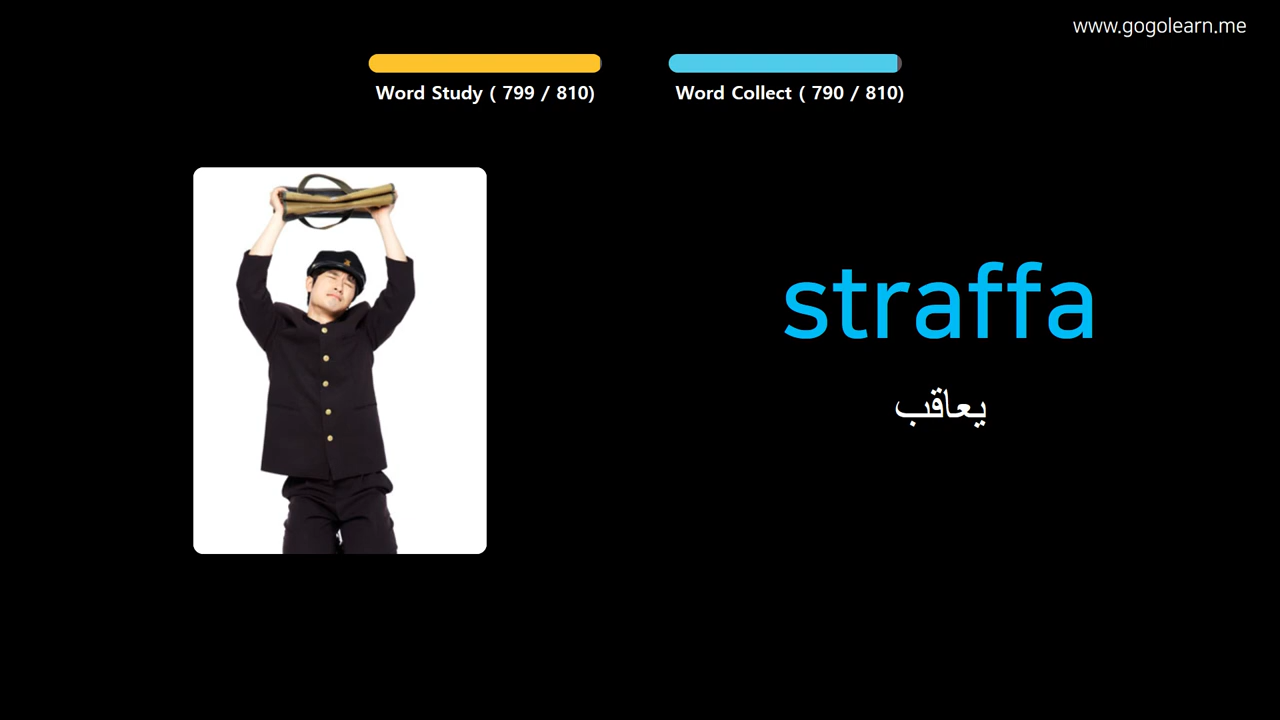 www.gogolearn.me
Word Study ( 799 / 810)
Word Collect ( 790 / 810)
straffa
يعاقب